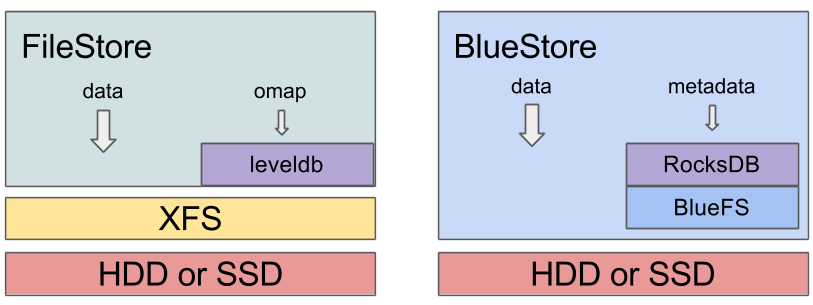 FileStore
data
omap
leveldb
XFS
HDD or SSD
BlueStore
data
metadata
RocksDB
BlueFS
HDD or SSD